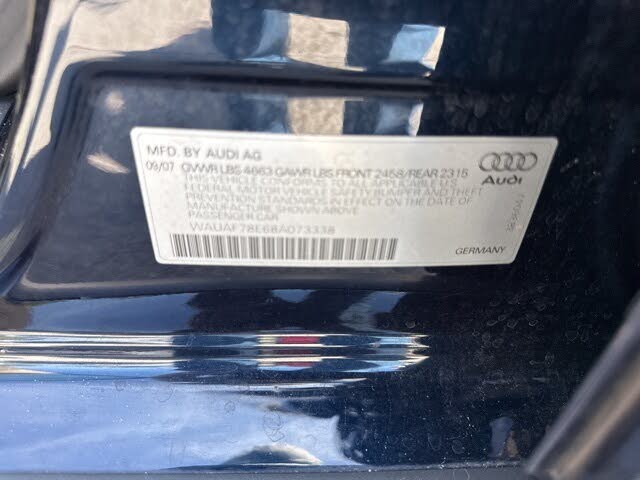 MFD. BY AUDI AG
09/07 GVWR LBS 4663 GAWR LBS FRONT 2458/REAR 2315
THIS VEHICLE CONFORMS TO ALL APPLICABLE U.S.
FEDERAL MOTOR VEHICLE SAFETY BUMPER AND THEFT
PREVENTION STANDARDS IN EFFECT ON THE DATE OF
MANUFACTURE SHOWN ABOVE
PASSENGER CAR
WAUAF78E68A073338
Audi
GERMANY